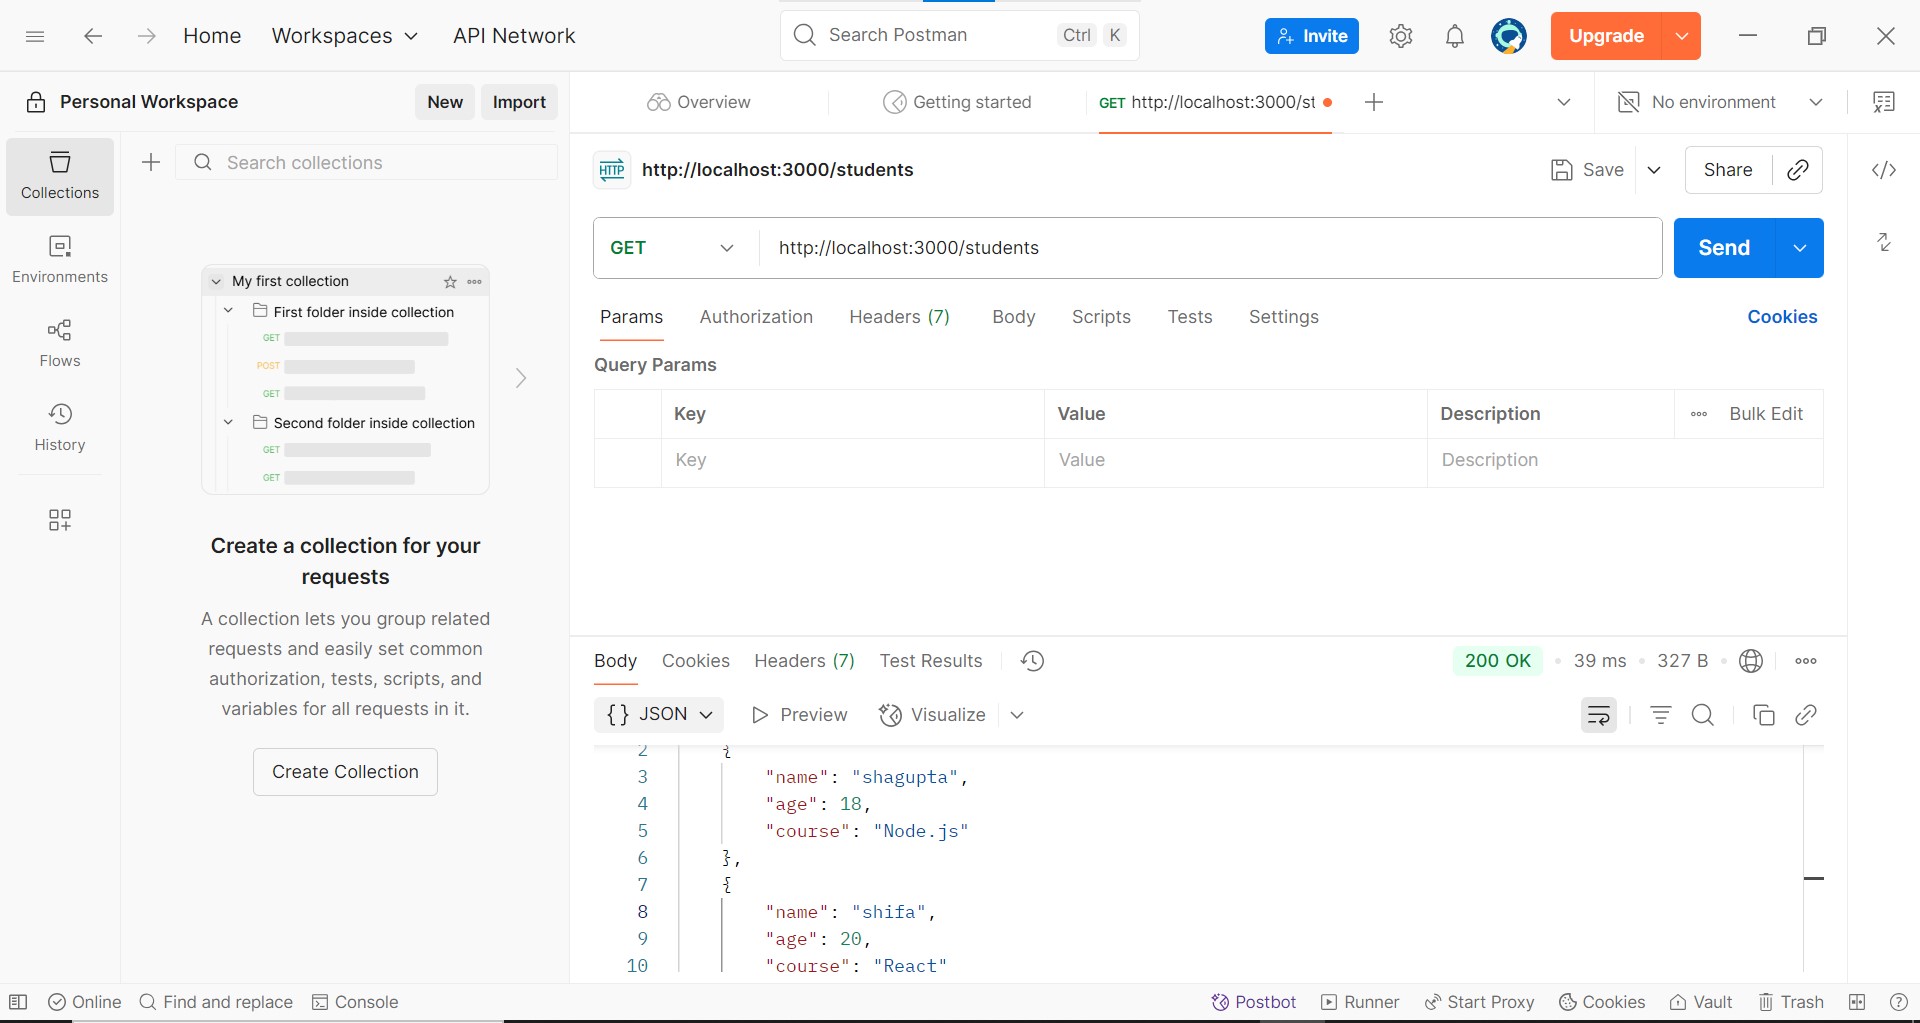 Home Workspaces API Network Search Postman Ctrl K Invite Upgrade
Personal Workspace New Import Overview Getting started GET http://localhost:3000/st No environment
Collections
Search collections
HTTP http://localhost:3000/students Save Share
Environments
GET http://localhost:3000/students Send
My first collection
First folder inside collection
GET
POST
GET
Second folder inside collection
GET
GET
Flows
History
Params Authorization Headers (7) Body Scripts Tests Settings Cookies
Query Params
Key Value Description Bulk Edit
Key Value Description
Create a collection for your
requests
A collection lets you group related
requests and easily set common
authorization, tests, scripts, and
variables for all requests in it.
Create Collection
Body Cookies Headers (7) Test Results 200 OK 39 ms 327 B
{} JSON Preview Visualize
2 {
3 "name": "shagupta",
4 "age": 18,
5 "course": "Node.js"
6 },
7 {
8 "name": "shifa",
9 "age": 20,
10 "course": "React"
Online Find and replace Console Postbot Runner Start Proxy Cookies Vault Trash